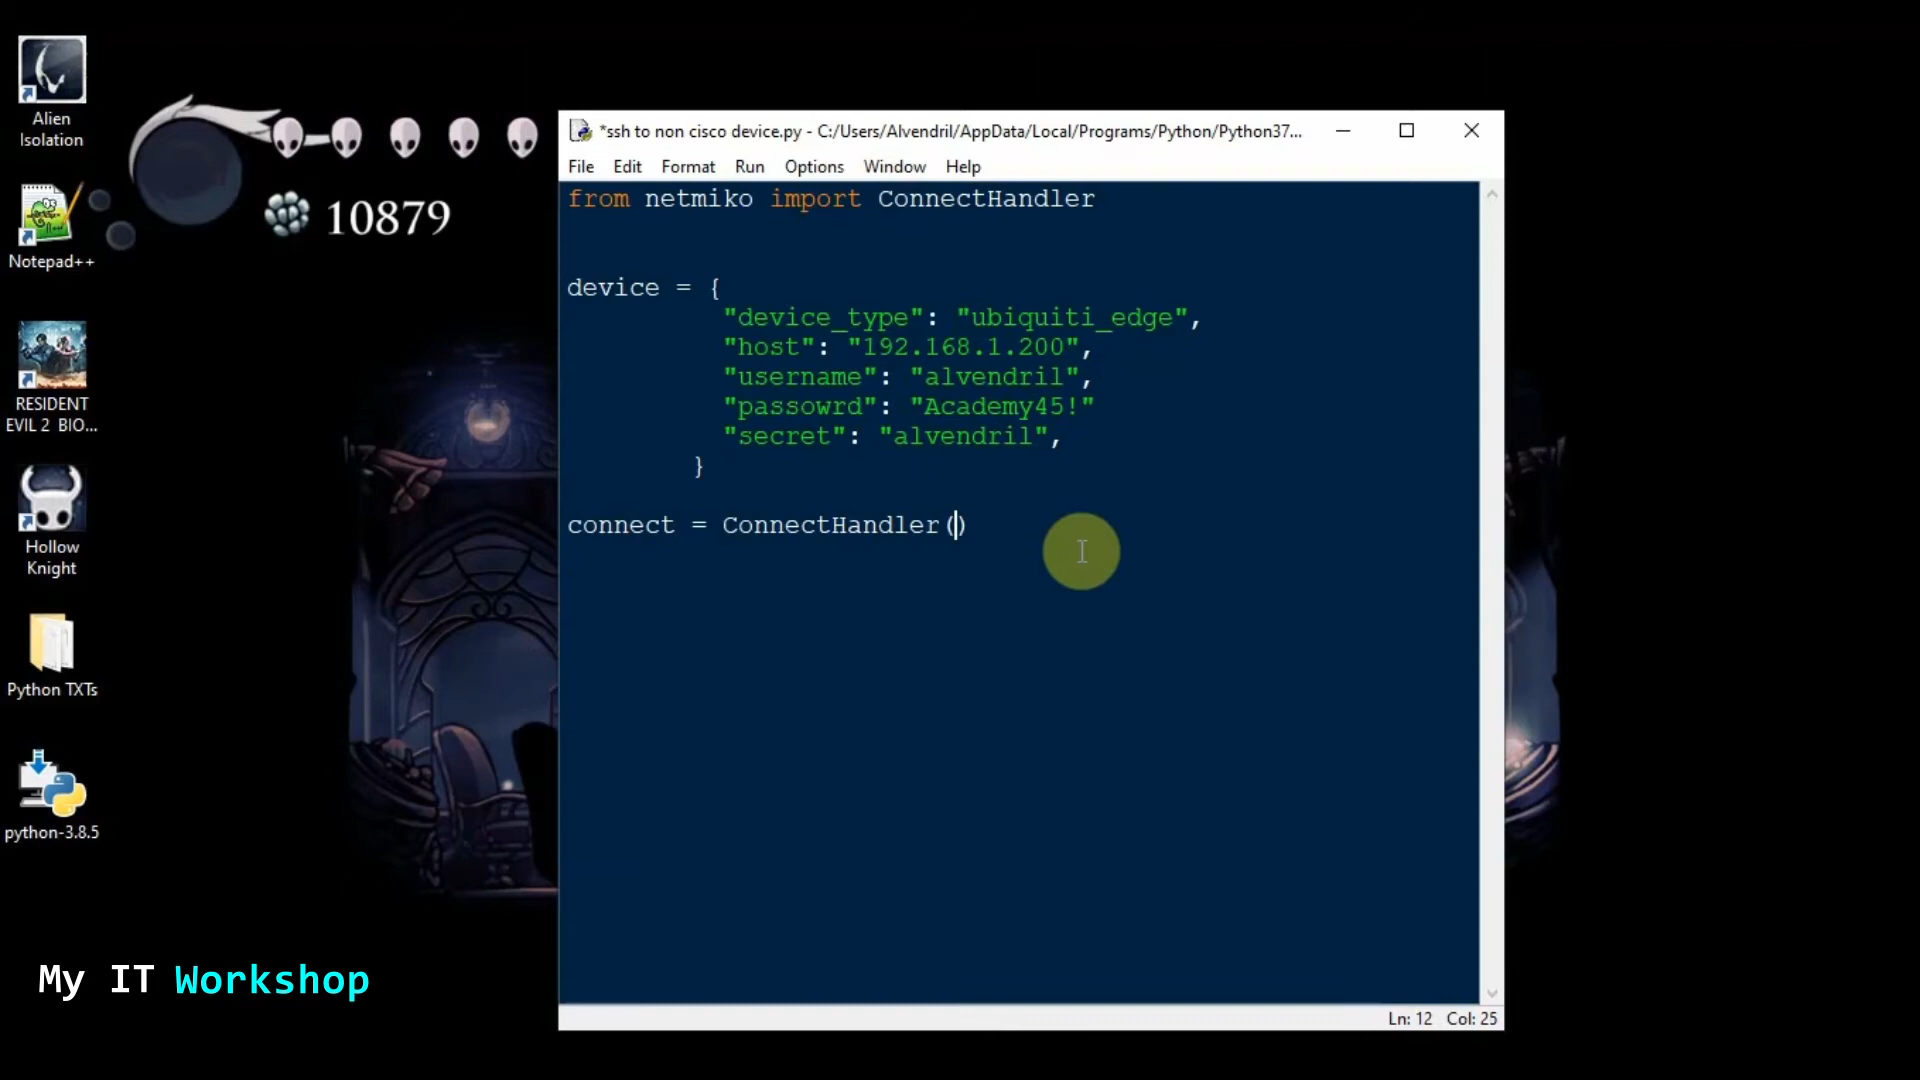 Alien
Isolation
Notepad++
RESIDENT
EVIL 2 BIO...
Hollow
Knight
Python TXTs
python-3.8.5
10879
*ssh to non cisco device.py - C:/Users/Alvendril/AppData/Local/Programs/Python/Python37...
File Edit Format Run Options Window Help
from netmiko import ConnectHandler
device = {
"device_type": "ubiquiti_edge",
"host": "192.168.1.200",
"username": "alvendril",
"passowrd": "Academy45!"
"secret": "alvendril",
}
connect = ConnectHandler()
Ln: 12 Col: 25
My IT Workshop